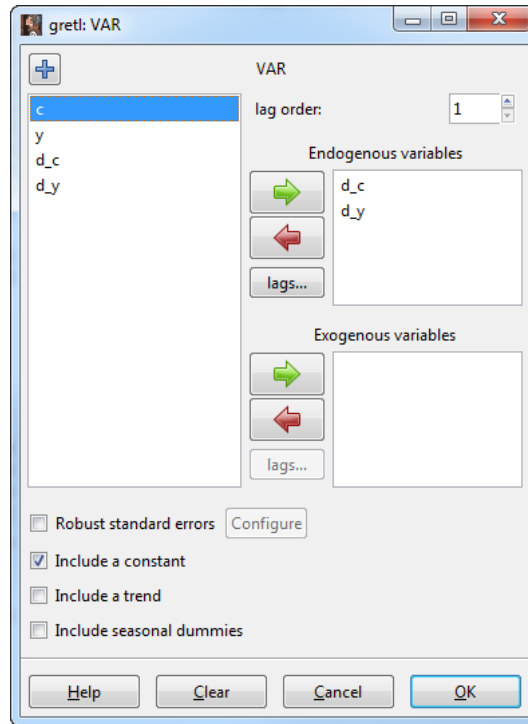 gretl: VAR
VAR
c
y
d_c
d_y
lag order:
1
Endogenous variables
d_c
d_y
lags...
Exogenous variables
lags...
Robust standard errors Configure
Include a constant
Include a trend
Include seasonal dummies
Help Clear Cancel OK